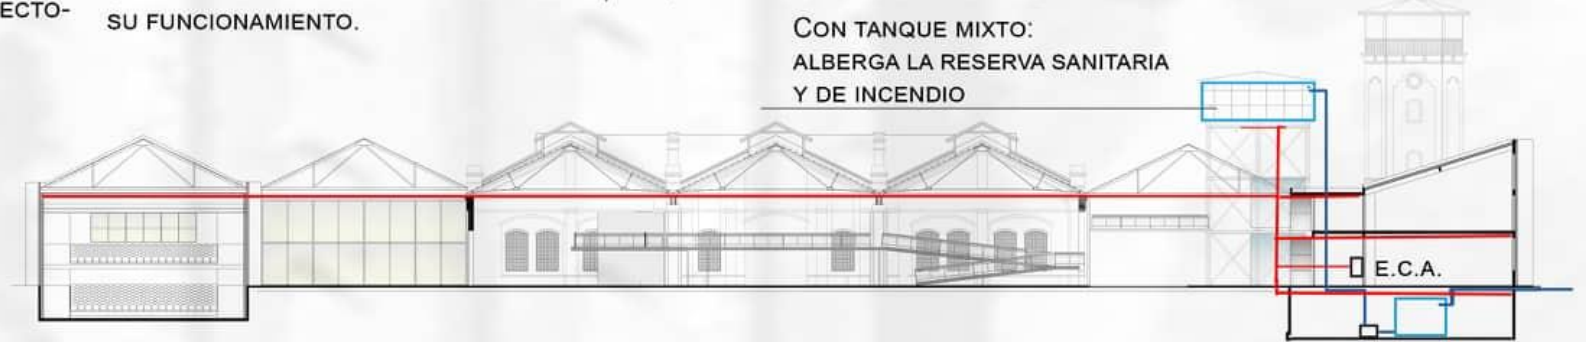 ECTO-
SU FUNCIONAMIENTO.
CON TANQUE MIXTO:
ALBERGA LA RESERVA SANITARIA
Y DE INCENDIO
E.C.A.